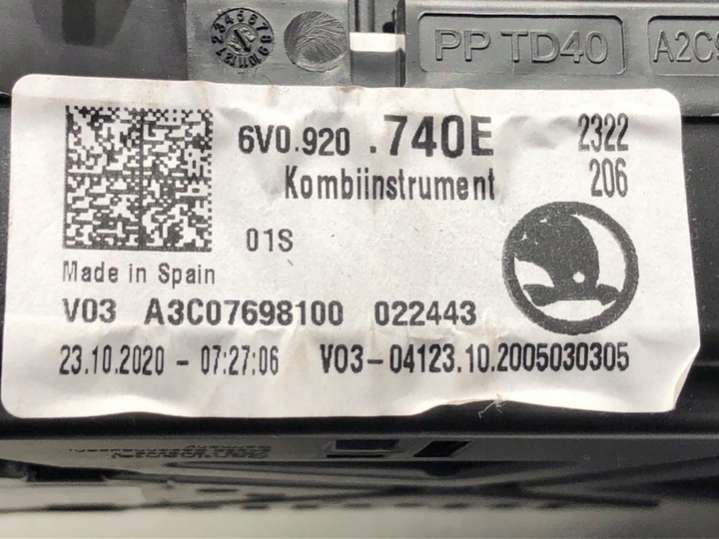 PP TD40
A2C
6V0.920 .740E 2322
Kombiinstrument 206
01S
Made in Spain
V03 A3C07698100 022443
23.10.2020 - 07:27:06 V03-04123.10.2005030305